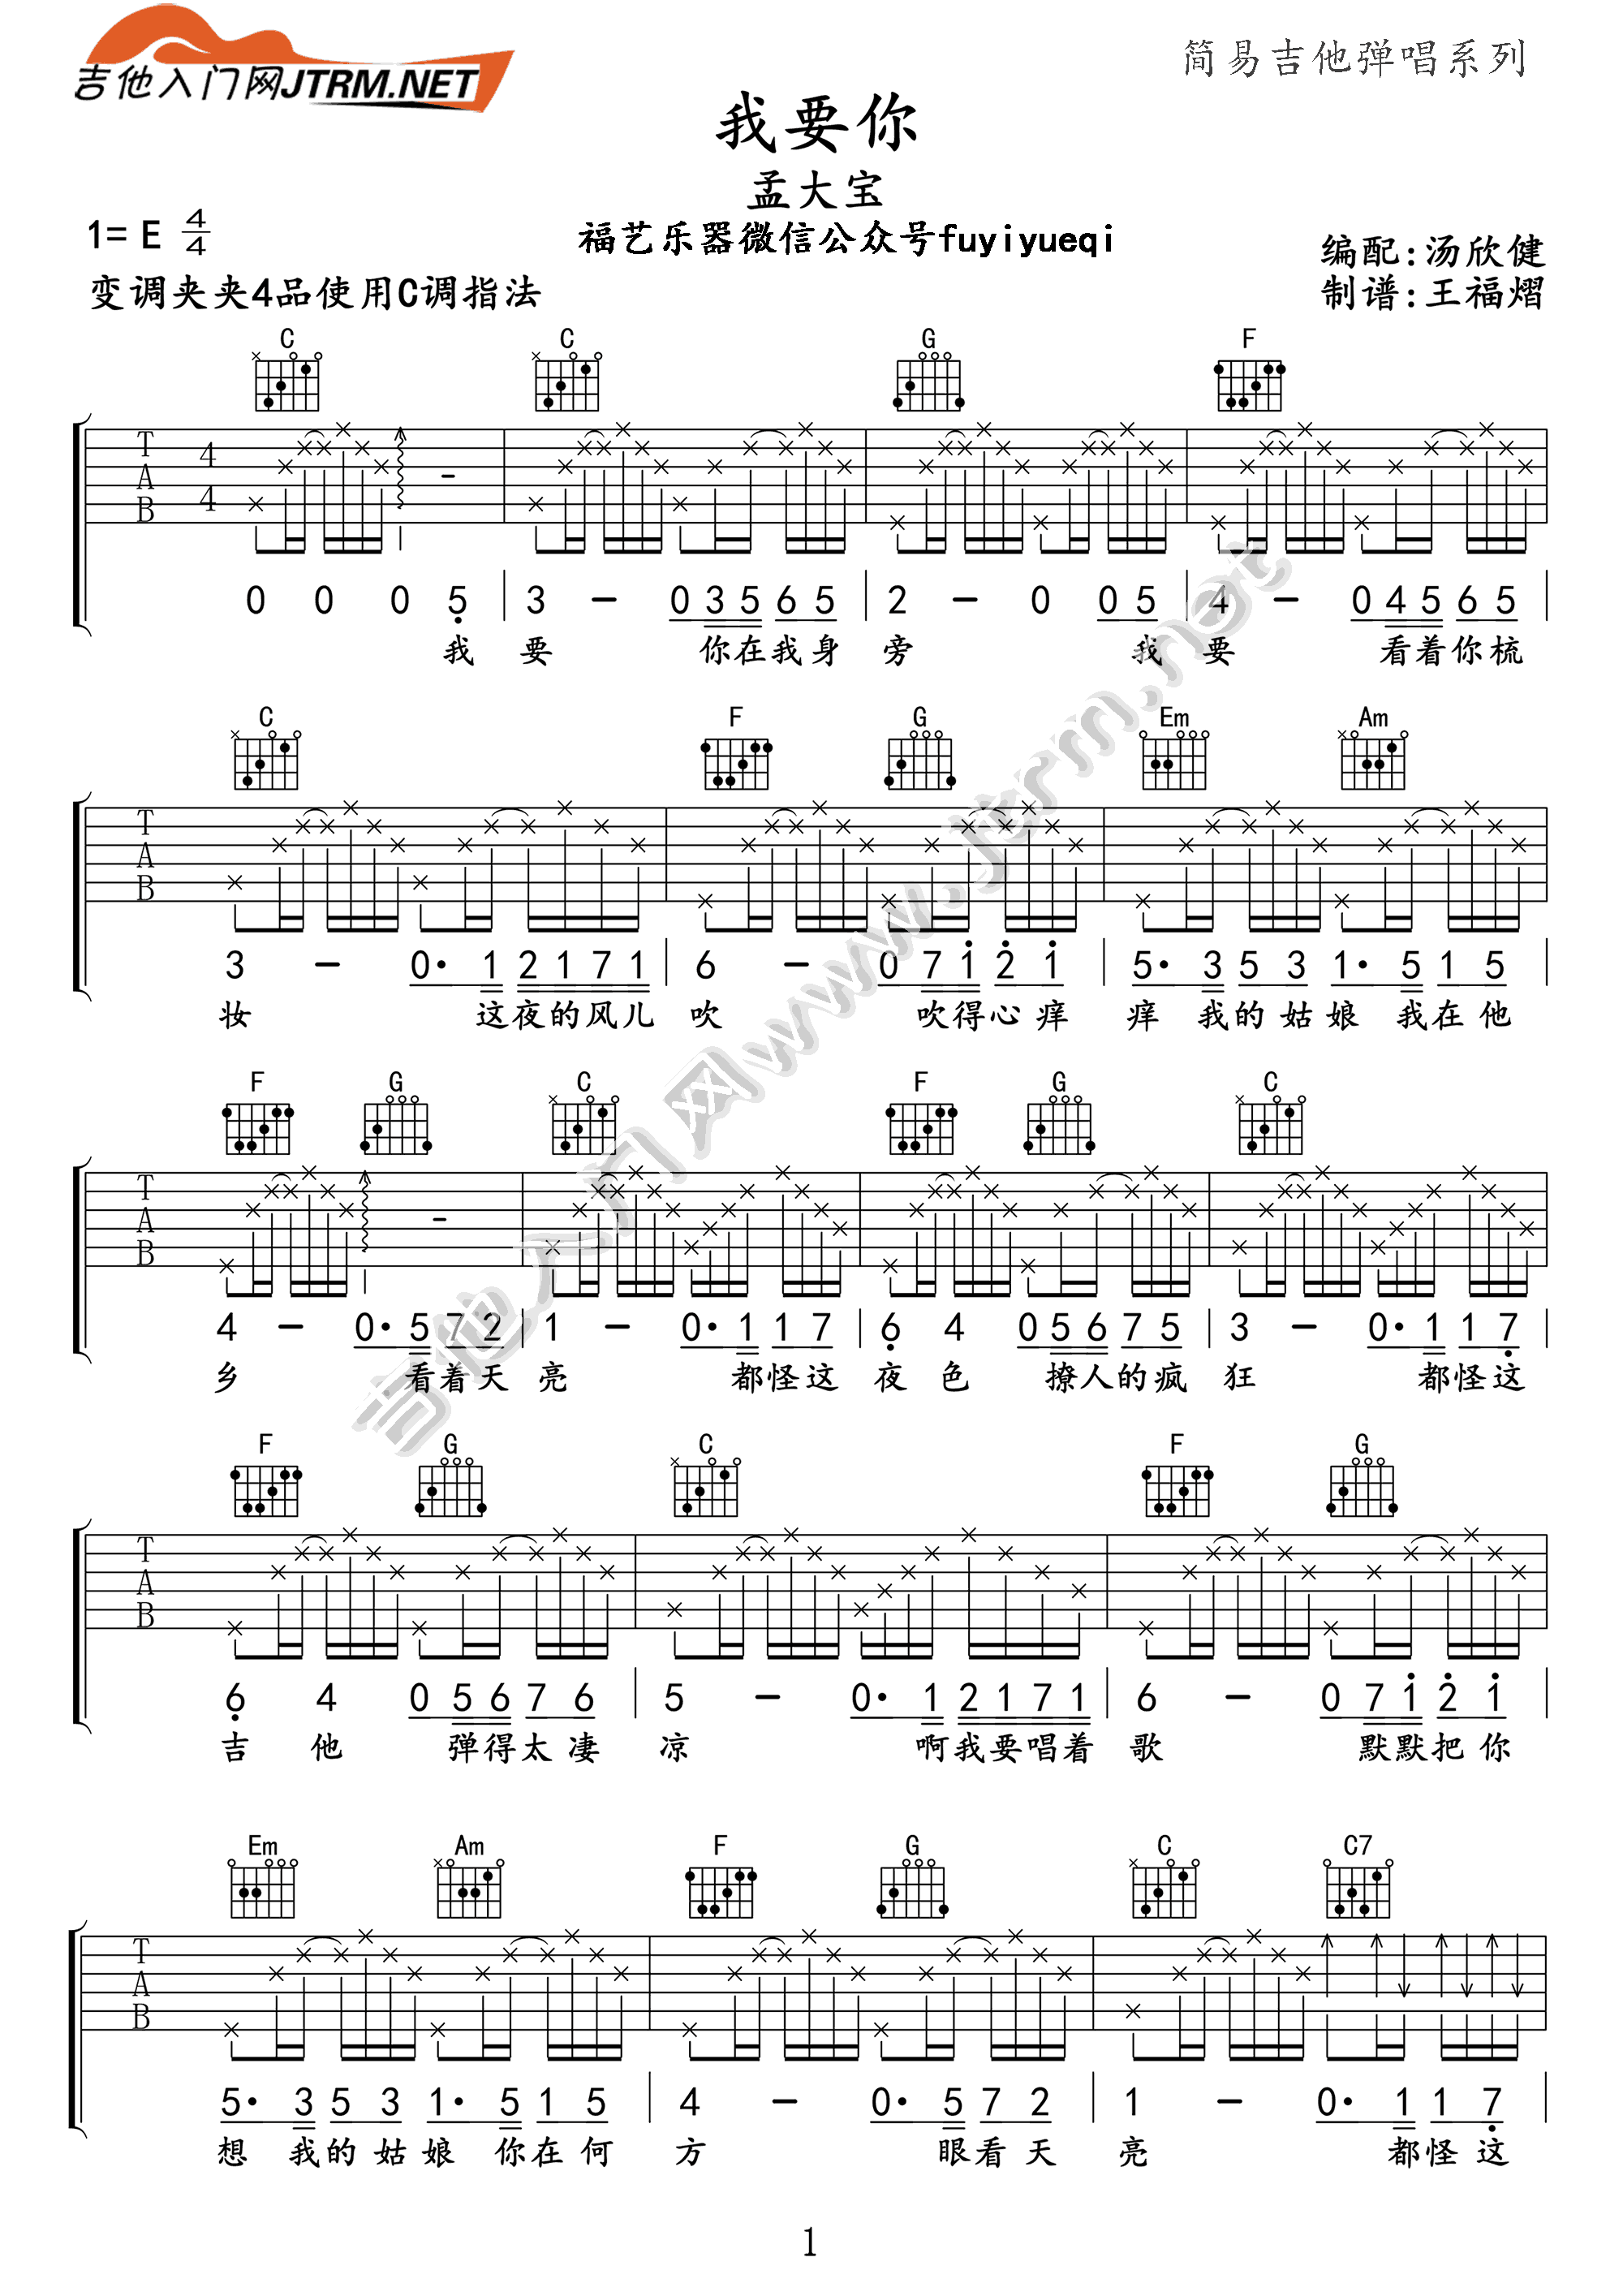 吉他入门网JTRM.NET
简易吉他弹唱系列
我要你
孟大宝
福艺乐器微信公众号fuyiyueqi
1= E 4/4
编配:汤欣健
变调夹夹4品使用C调指法
制谱:王福熠
C C G F
T A B 4/4
0 0 0 5 | 3 – 0 3 5 6 5 | 2 – 0 0 5 | 4 – 0 4 5 6 5 |
我 要 你在我身 旁 我 要 看着你梳
C F G Em Am
T A B
3 – 0· 1 2 1 7 1 | 6 – 0 7 1 2 1 | 5· 3 5 3 1· 5 1 5
妆 这夜的风儿 吹 吹得心痒 痒 我的姑娘 我在他
F G C F G C
T A B
4 – 0· 5 7 2 | 1 – 0· 1 1 7 | 6 4 0 5 6 7 5 | 3 – 0· 1 1 7
乡 看着天 亮 都怪这 夜 色 撩人的疯 狂 都怪这
F G C F G
T A B
6 4 0 5 6 7 6 | 5 – 0· 1 2 1 7 1 | 6 – 0 7 1 2 1 |
吉 他 弹得太凄 凉 啊我要唱着 歌 默默把你
Em Am F G C C7
T A B
5· 3 5 3 1· 5 1 5 | 4 – 0· 5 7 2 | 1 – 0· 1 1 7 |
想 我的姑娘 你在何 方 眼看天 亮 都怪这
吉他入门网www.jtrm.net
1